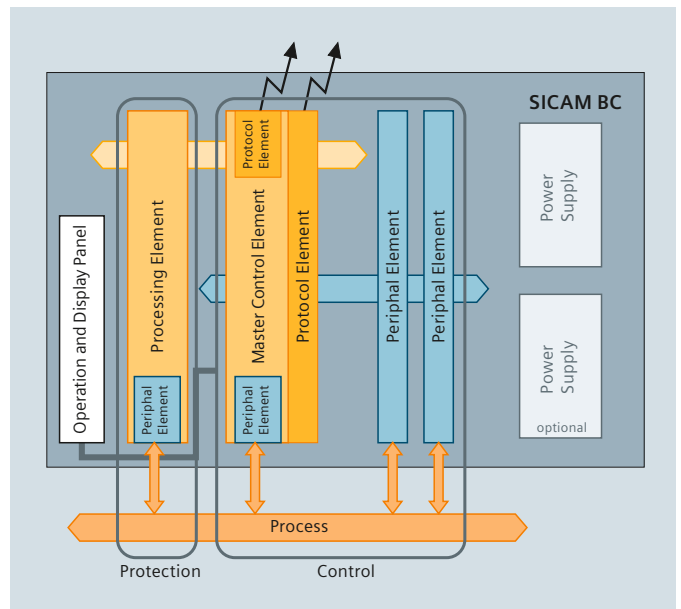 SICAM BC
Operation and Display Panel
Processing Element
Periphal
Element
Master Control Element
Protocol
Element
Periphal
Element
Protocol Element
Periphal Element
Periphal Element
Power
Supply
Power
Supply
optional
Process
Protection
Control